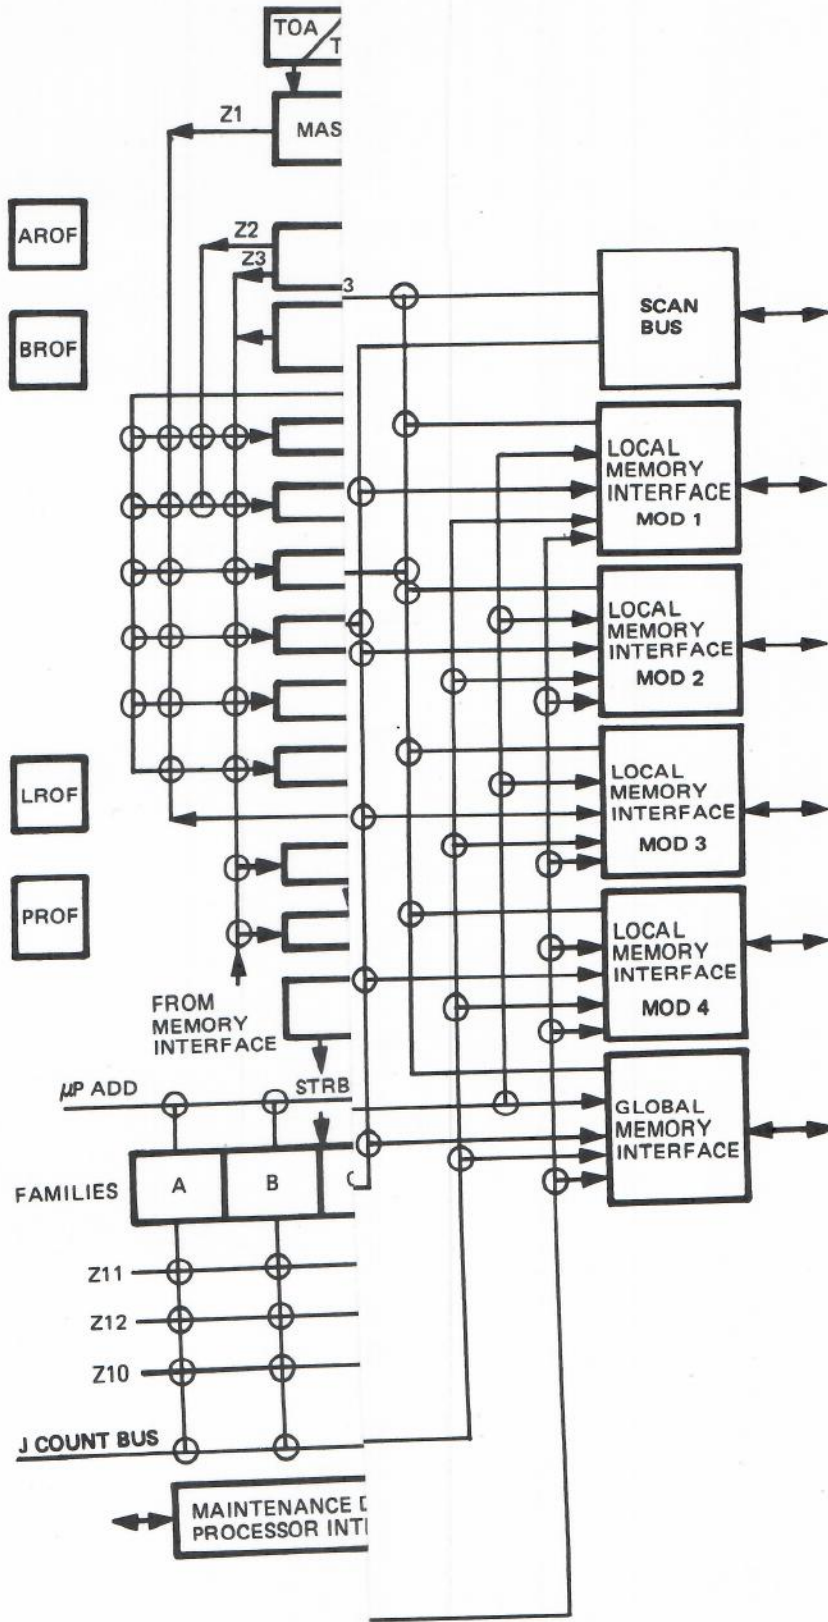 TOA
T
Z1
MAS
AROF
Z2
Z3
3
SCAN
BUS
BROF
LOCAL
MEMORY
INTERFACE
MOD 1
LOCAL
MEMORY
INTERFACE
MOD 2
LOCAL
MEMORY
INTERFACE
MOD 3
LROF
PROF
LOCAL
MEMORY
INTERFACE
MOD 4
FROM
MEMORY
INTERFACE
μP ADD
STRB
GLOBAL
MEMORY
INTERFACE
FAMILIES
A
B
Z11
Z12
Z10
J COUNT BUS
MAINTENANCE
PROCESSOR